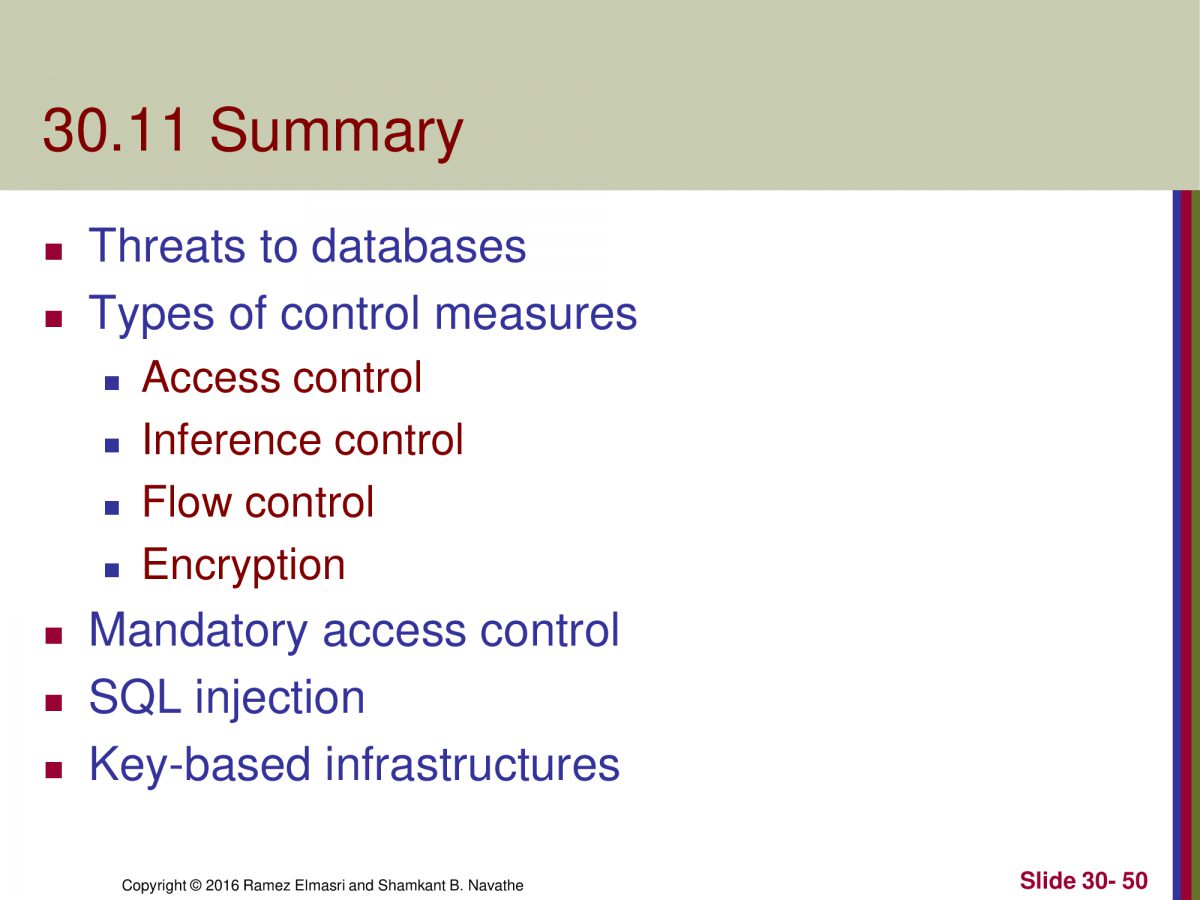 30.11 Summary
Threats to databases
Types of control measures
Access control
Inference control
Flow control
Encryption
Mandatory access control
SQL injection
Key-based infrastructures
Copyright © 2016 Ramez Elmasri and Shamkant B. Navathe
Slide 30- 50